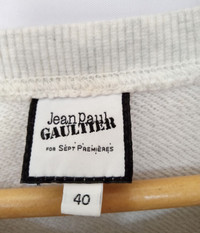 Jean Paul
GAULTIER
FOR SEPT PREMIÈRES
40